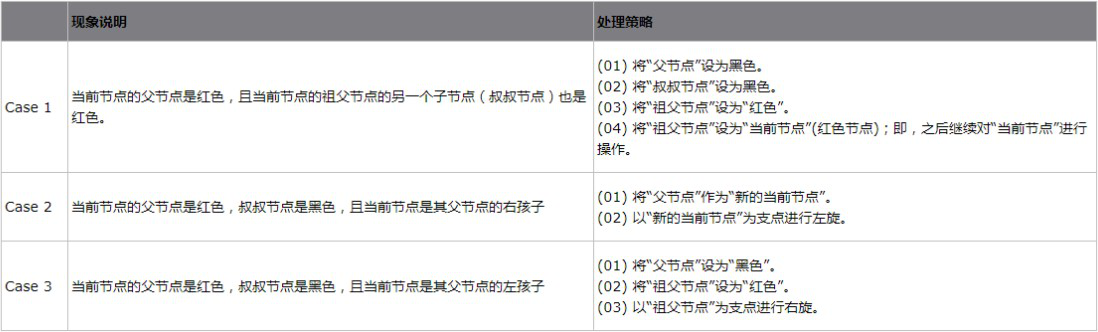 现象说明
处理策略
Case 1
当前节点的父节点是红色，且当前节点的祖父节点的另一个子节点（叔叔节点）也是
红色。
(01) 将“父节点”设为黑色。
(02) 将“叔叔节点”设为黑色。
(03) 将“祖父节点”设为“红色”。
(04) 将“祖父节点”设为“当前节点”(红色节点)；即，之后继续对“当前节点”进行
操作。
Case 2
当前节点的父节点是红色，叔叔节点是黑色，且当前节点是其父节点的右孩子
(01) 将“父节点”作为“新的当前节点”。
(02) 以“新的当前节点”为支点进行左旋。
Case 3
当前节点的父节点是红色，叔叔节点是黑色，且当前节点是其父节点的左孩子
(01) 将“父节点”设为“黑色”。
(02) 将“祖父节点”设为“红色”。
(03) 以“祖父节点”为支点进行右旋。